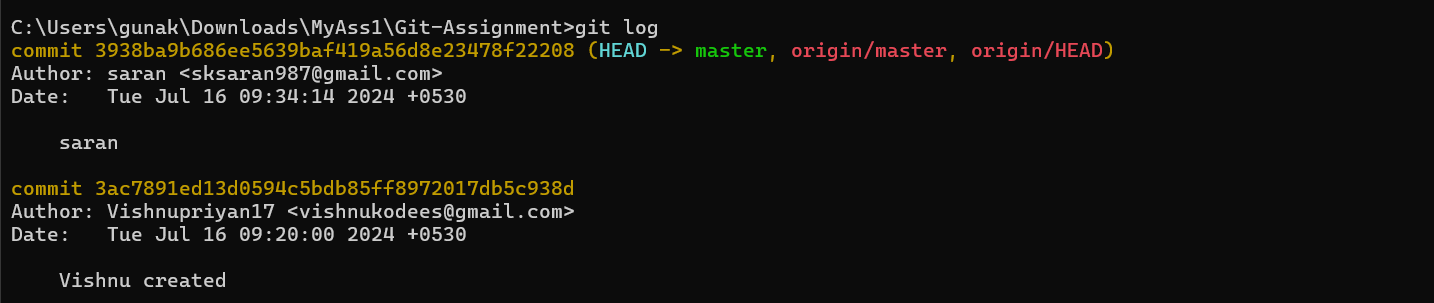 C:\Users\gunak\Downloads\MyAss1\Git-Assignment>git log
commit 3938ba9b686ee5639baf419a56d8e23478f22208 (HEAD -> master, origin/master, origin/HEAD)
Author: saran <sksaran987@gmail.com>
Date:   Tue Jul 16 09:34:14 2024 +0530
    saran
commit 3ac7891ed13d0594c5bdb85ff8972017db5c938d
Author: Vishnupriyan17 <vishnukodees@gmail.com>
Date:   Tue Jul 16 09:20:00 2024 +0530
    Vishnu created